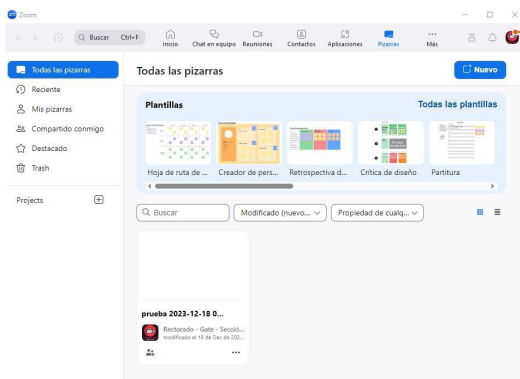 Zoom
Buscar Ctrl+F
Inicio
Chat en equipo
Reuniones
Contactos
Aplicaciones
Pizarras
Más
Todas las pizarras
Reciente
Mis pizarras
Compartido conmigo
Destacado
Trash
Projects
Todas las pizarras
Nuevo
Plantillas
Todas las plantillas
Hoja de ruta de ...
Creador de pers...
Retrospectiva d...
Crítica de diseño
Partitura
Buscar
Modificado (nuevo...
Propiedad de cualq...
prueba 2023-12-18 0...
Rectorado - Gate - Secció...
modificado el 18 de Dec de 202...